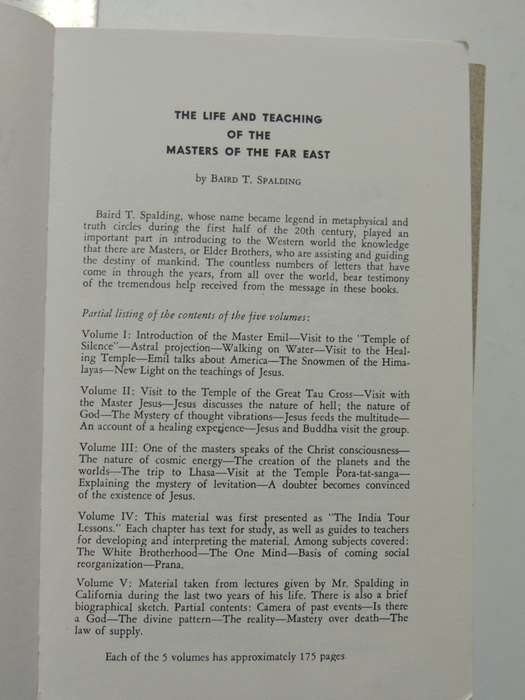 THE LIFE AND TEACHING
OF THE
MASTERS OF THE FAR EAST
by BAIRD T. SPALDING
Baird T. Spalding, whose name became legend in metaphysical and
truth circles during the first half of the 20th century, played an
important part in introducing to the Western world the knowledge
that there are Masters, or Elder Brothers, who are assisting and guiding
the destiny of mankind. The countless numbers of letters that have
come in through the years, from all over the world, bear testimony
of the tremendous help received from the message in these books.
Partial listing of the contents of the five volumes:
Volume I: Introduction of the Master Emil—Visit to the "Temple of
Silence"—Astral projection—Walking on Water—Visit to the Heal-
ing Temple—Emil talks about America—The Snowmen of the Hima-
layas—New Light on the teachings of Jesus.
Volume II: Visit to the Temple of the Great Tau Cross—Visit with
the Master Jesus—Jesus discusses the nature of hell; the nature of
God—The Mystery of thought vibrations—Jesus feeds the multitude—
An account of a healing experience—Jesus and Buddha visit the group.
Volume III: One of the masters speaks of the Christ consciousness—
The nature of cosmic energy—The creation of the planets and the
worlds—The trip to Lhasa—Visit at the Temple Pora-tat-sanga—
Explaining the mystery of levitation—A doubter becomes convinced
of the existence of Jesus.
Volume IV: This material was first presented as "The India Tour
Lessons." Each chapter has text for study, as well as guides to teachers
for developing and interpreting the material. Among subjects covered:
The White Brotherhood—The One Mind—Basis of coming social
reorganization—Prana.
Volume V: Material taken from lectures given by Mr. Spalding in
California during the last two years of his life. There is also a brief
biographical sketch. Partial contents: Camera of past events—Is there
a God—The divine pattern—The reality—Mastery over death—The
law of supply.
Each of the 5 volumes has approximately 175 pages